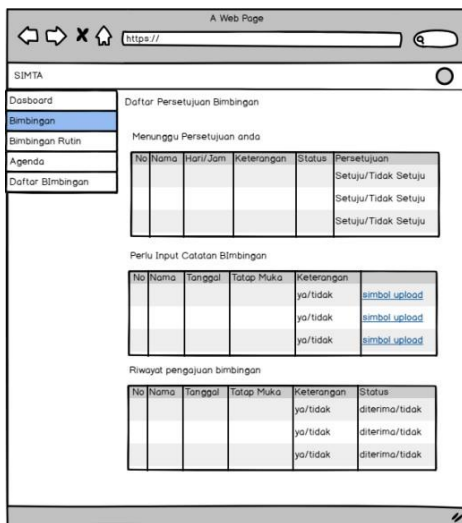 A Web Page
https://
SIMTA
Dasboard
Bimbingan
Bimbingan Rutin
Agenda
Daftar BImbingan
Daftar Persetujuan Bimbingan
Menunggu Persetujuan anda
No Nama Hari/Jam Keterangan Status Persetujuan
Setuju/Tidak Setuju
Setuju/Tidak Setuju
Setuju/Tidak Setuju
Perlu Input Catatan BImbingan
No Nama Tanggal Tatap Muka Keterangan
ya/tidak simbol upload
ya/tidak simbol upload
ya/tidak simbol upload
Riwayat pengajuan bimbingan
No Nama Tanggal Tatap Muka Keterangan Status
ya/tidak diterima/tidak
ya/tidak diterima/tidak
ya/tidak diterima/tidak